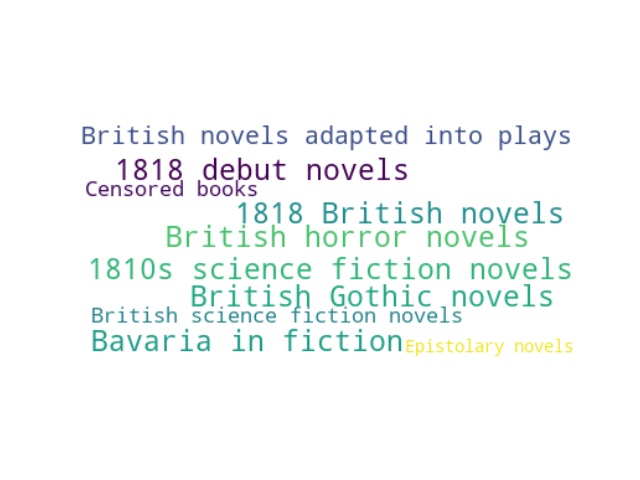 British novels adapted into plays
1818 debut novels
Censored books
1818 British novels
British horror novels
1810s science fiction novels
British Gothic novels
British science fiction novels
Bavaria in fiction
Epistolary novels